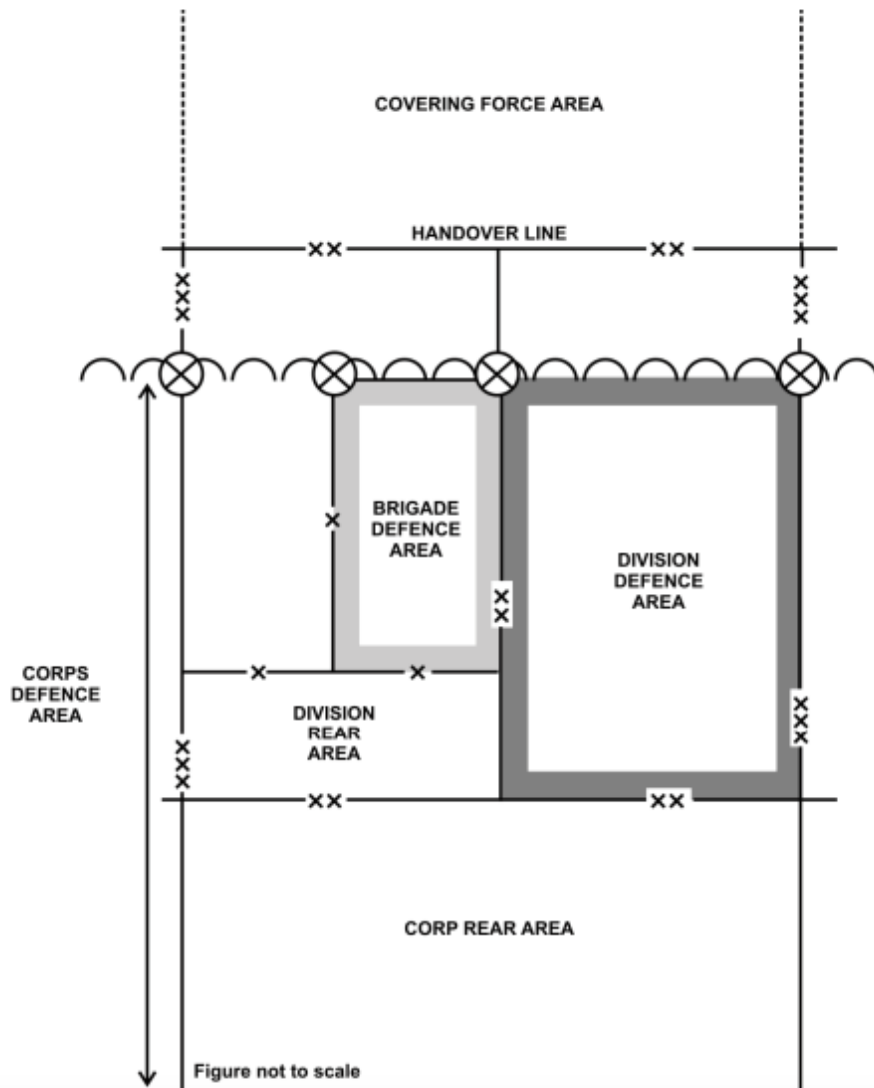 COVERING FORCE AREA
HANDOVER LINE
BRIGADE
DEFENCE
AREA
DIVISION
DEFENCE
AREA
CORPS
DEFENCE
AREA
DIVISION
REAR
AREA
CORP REAR AREA
Figure not to scale